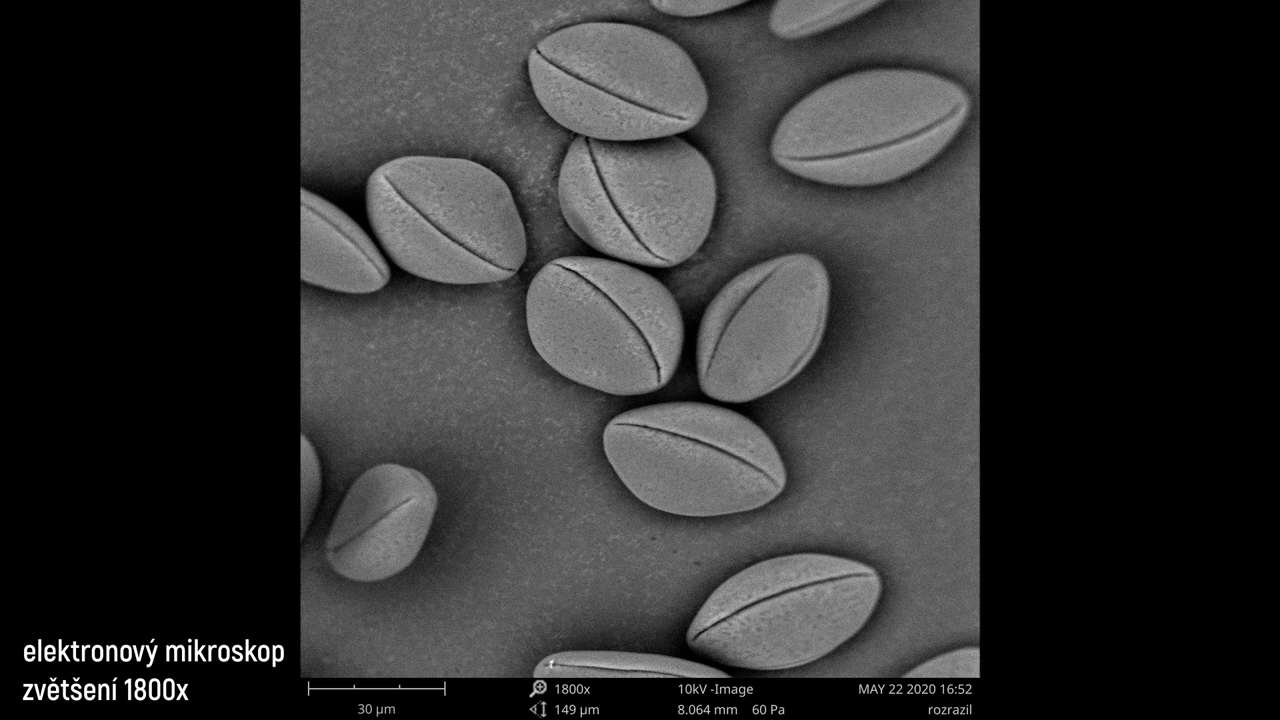 elektronový mikroskop
zvětšení 1800x
30 µm
1800x
149 µm
10kV -Image
8.064 mm 60 Pa
MAY 22 2020 16:52
rozrazil